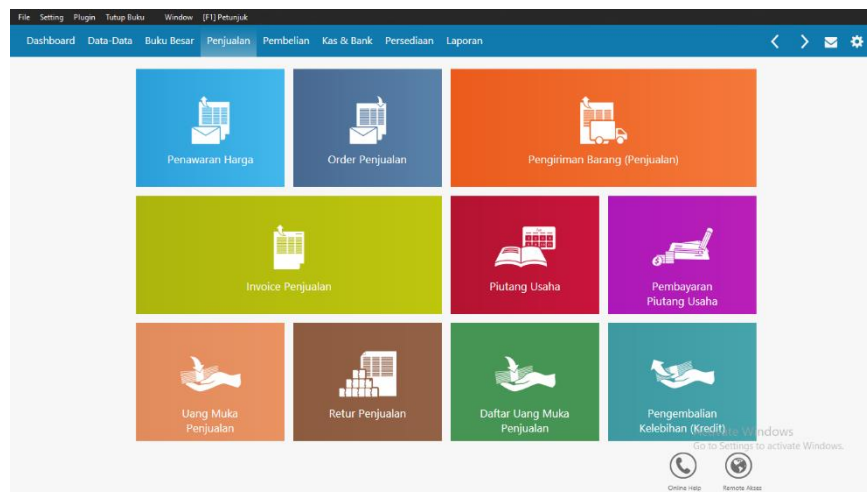 File Setting Plugin Tutup Buku Window [F1] Petunjuk
Dashboard Data-Data Buku Besar Penjualan Pembelian Kas & Bank Persediaan Laporan
Penawaran Harga
Order Penjualan
Pengiriman Barang (Penjualan)
Invoice Penjualan
Piutang Usaha
Pembayaran
Piutang Usaha
Uang Muka
Penjualan
Retur Penjualan
Daftar Uang Muka
Penjualan
Pengembalian
Kelebihan (Kredit)
Activate Windows
Go to Settings to activate Windows.
Online Help
Remote Akses